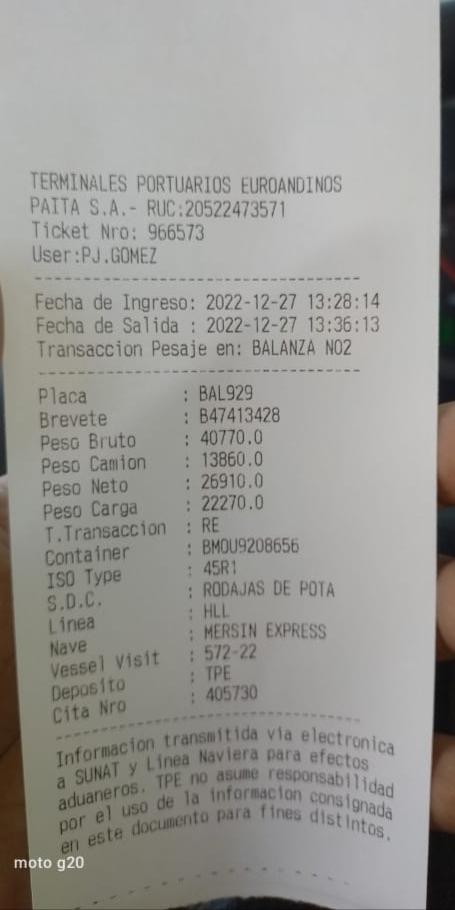 TERMINALES PORTUARIOS EUROANDINOS
PAITA S.A.- RUC:20522473571
Ticket Nro: 966573
User:PJ.GOMEZ
Fecha de Ingreso: 2022-12-27 13:28:14
Fecha de Salida : 2022-12-27 13:36:13
Transaccion Pesaje en: BALANZA NO2
Placa : BAL929
Brevete : B47413428
Peso Bruto : 40770.0
Peso Camion : 13860.0
Peso Neto : 26910.0
Peso Carga : 22270.0
T.Transaccion : RE
Container : BMOU9208656
ISO Type : 45R1
S.D.C. : RODAJAS DE POTA
Linea : HLL
Nave : MERSIN EXPRESS
Vessel Visit : 572-22
Deposito : TPE
Cita Nro : 405730
Informacion transmitida via electronica
a SUNAT y Linea Naviera para efectos
aduaneros. TPE no asume responsabilidad
por el uso de la informacion consignada
en este documento para fines distintos.
moto g20